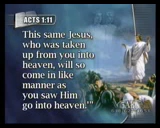 ACTS 1:11
This same Jesus,
who was taken
up from you into
heaven, will so
come in like
manner as
you saw Him
go into heaven.'"